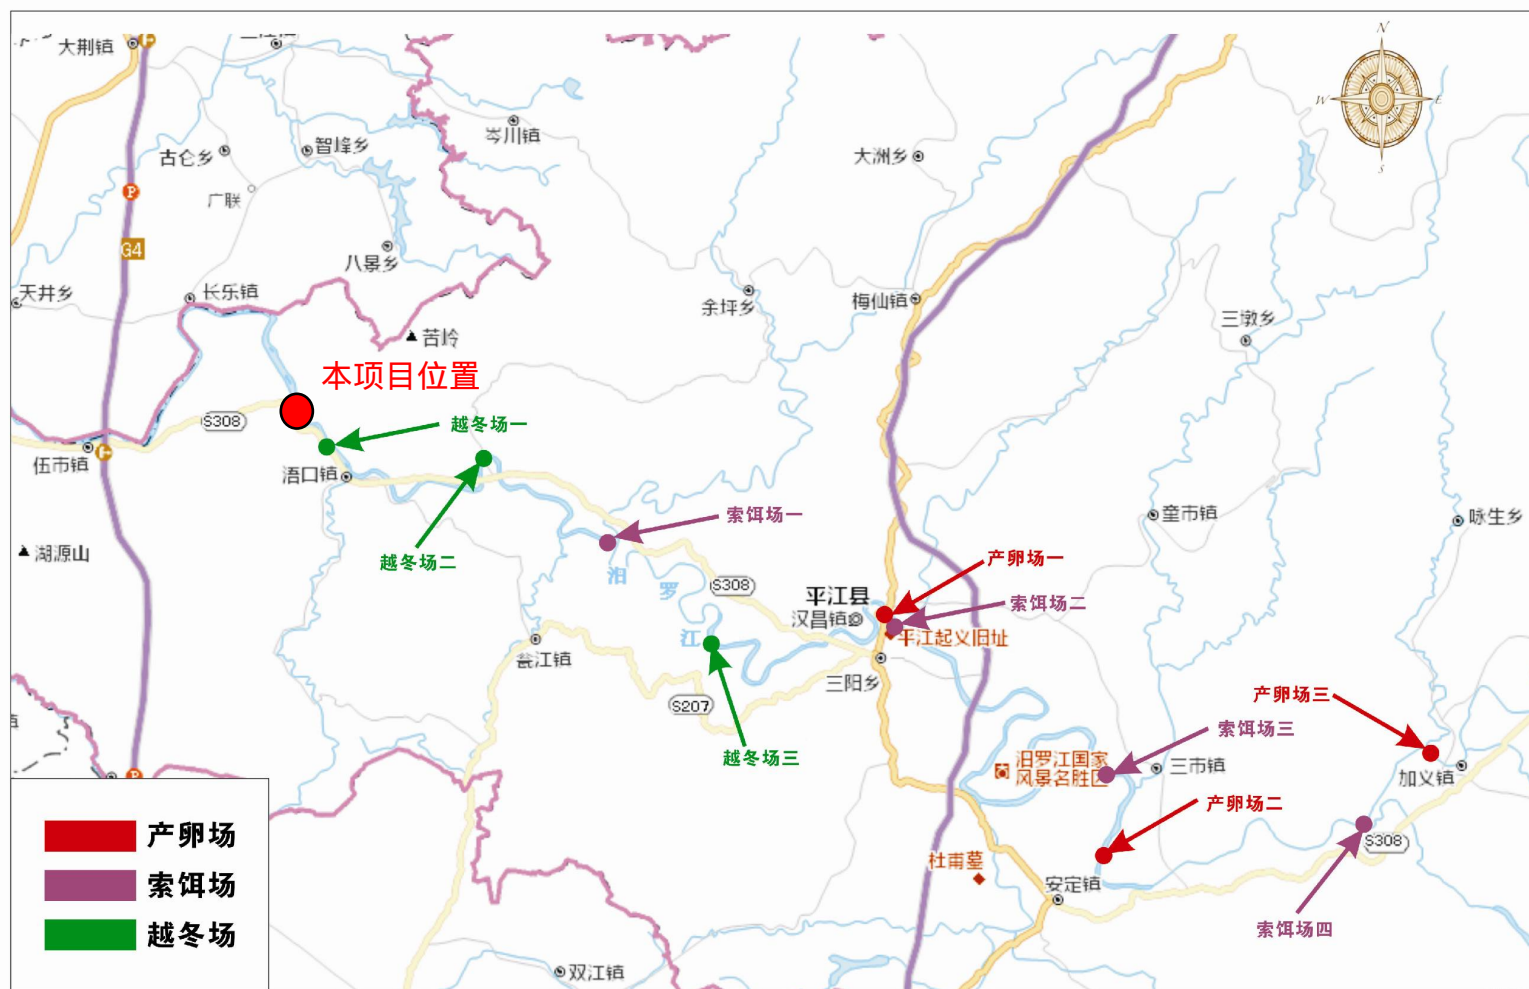 N
大荆镇
W
E
岑川镇
智峰乡
古仑乡
大洲乡
S
P
广联
G4
八景乡
天井乡
长乐镇
余坪乡
梅仙镇
三墩乡
苦岭
本项目位置
S308
越冬场一
伍市镇
浯口镇
索饵场一
童市镇
咏生乡
湖源山
越冬场二
产卵场一
汨
罗
S308
平江县
索饵场二
汉昌镇
江
平江起义旧址
瓮江镇
三阳乡
产卵场三
S207
索饵场三
镇
越冬场三
汨罗江国家
风景名胜区
三市镇
加义镇
P
产卵场二
产卵场
S308
杜甫墓
索饵场
安定镇
索饵场四
越冬场
双江镇